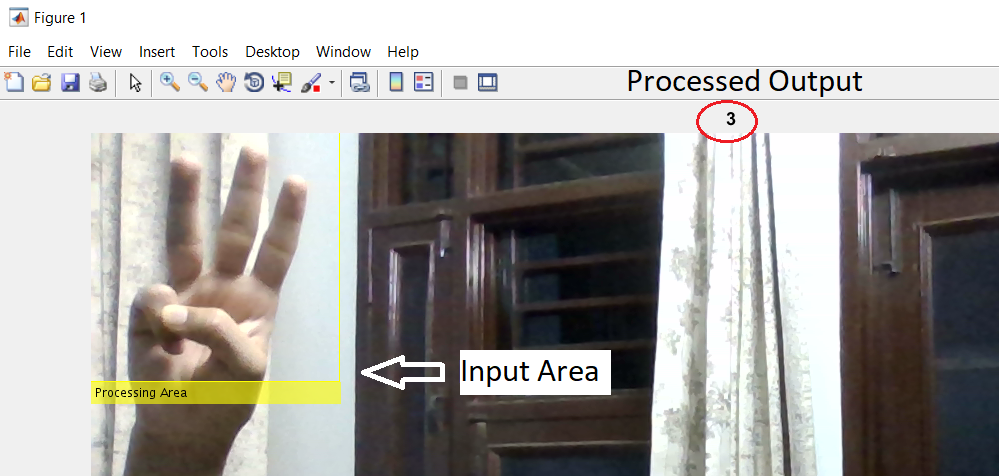 Figure 1
File Edit View Insert Tools Desktop Window Help
Processed Output
3
Input Area
Processing Area